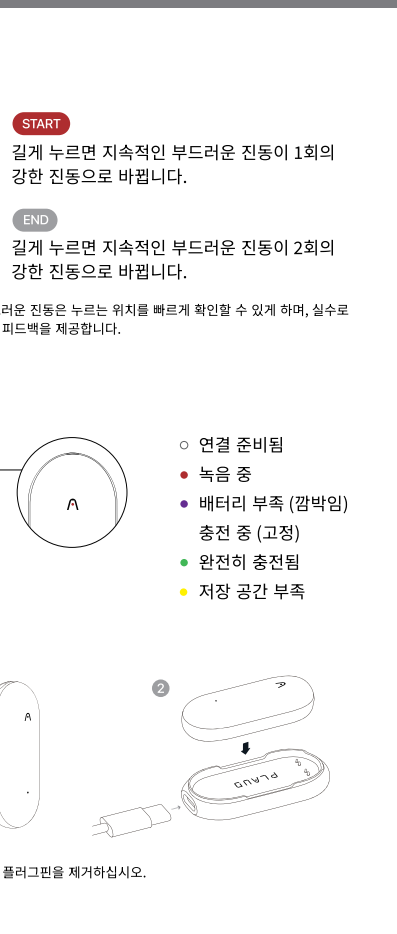 START
길게 누르면 지속적인 부드러운 진동이 1회의
강한 진동으로 바뀝니다.
END
길게 누르면 지속적인 부드러운 진동이 2회의
강한 진동으로 바뀝니다.
러운 진동은 누르는 위치를 빠르게 확인할 수 있게 하며, 실수로
피드백을 제공합니다.
연결 준비됨
녹음 중
배터리 부족 (깜박임)
충전 중 (고정)
완전히 충전됨
저장 공간 부족
2
PLAUD
플러그핀을 제거하십시오.